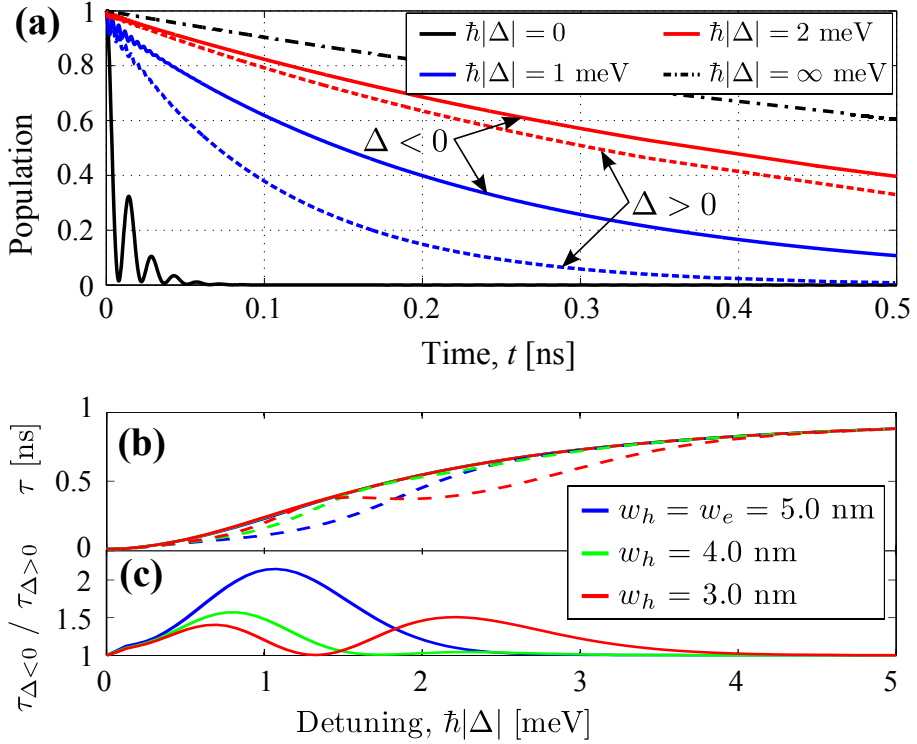 (a)
ħ|Δ| = 0
ħ|Δ| = 2 meV
ħ|Δ| = 1 meV
ħ|Δ| = ∞ meV
Population
1
0.8
0.6
0.4
0.2
0
Δ < 0
Δ > 0
0
0.1
0.2
0.3
0.4
0.5
Time, t [ns]
(b)
τ [ns]
1
0.5
w_h = w_e = 5.0 nm
w_h = 4.0 nm
w_h = 3.0 nm
(c)
τ_Δ<0 / τ_Δ>0
2
1.5
1
0
1
2
3
4
5
Detuning, ħ|Δ| [meV]